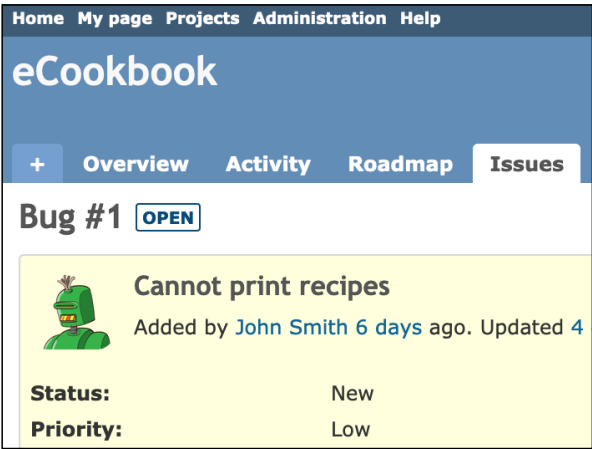 Home My page Projects Administration Help
eCookbook
+ Overview Activity Roadmap Issues
Bug #1 OPEN
Cannot print recipes
Added by John Smith 6 days ago. Updated 4
Status: New
Priority: Low